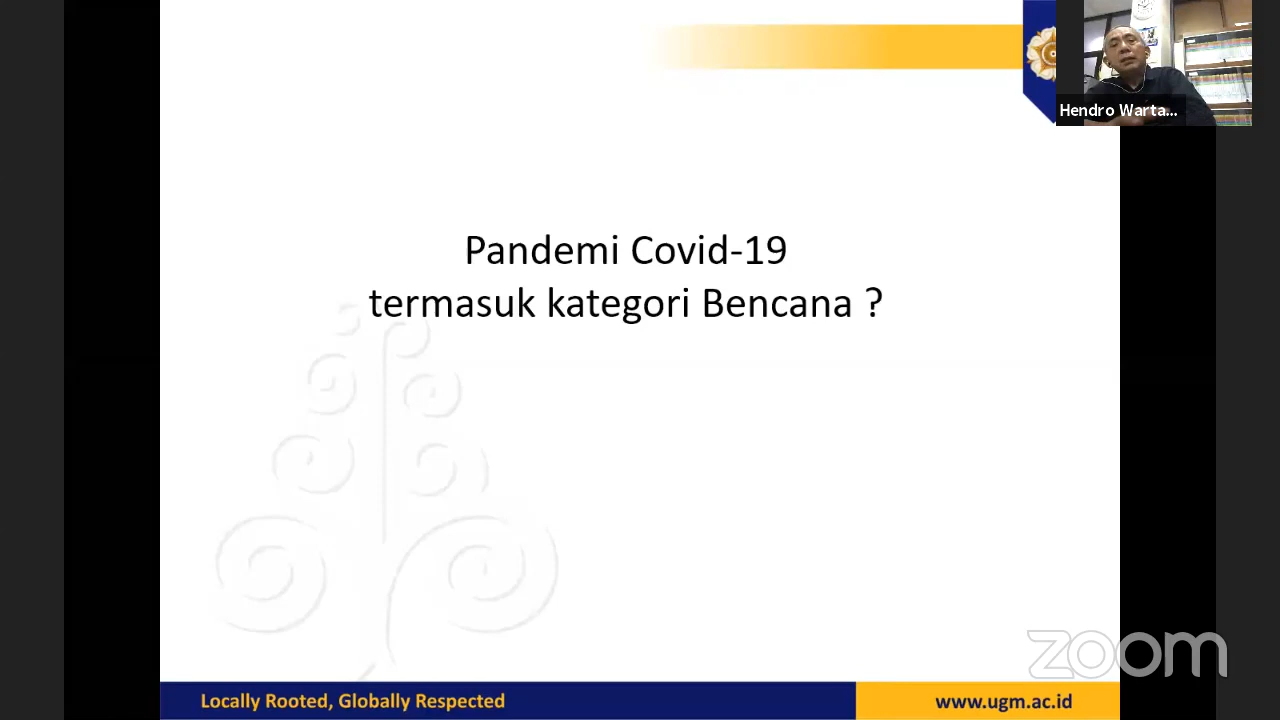 Hendro Warta...
Pandemi Covid-19
termasuk kategori Bencana ?
zoom
Locally Rooted, Globally Respected
www.ugm.ac.id